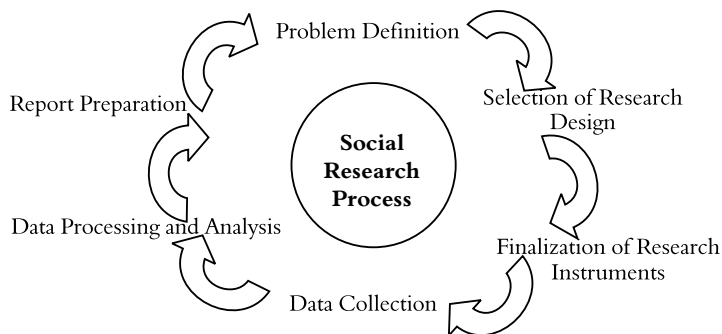 Problem Definition
Selection of Research
Design
Finalization of Research
Instruments
Data Collection
Data Processing and Analysis
Report Preparation
Social
Research
Process